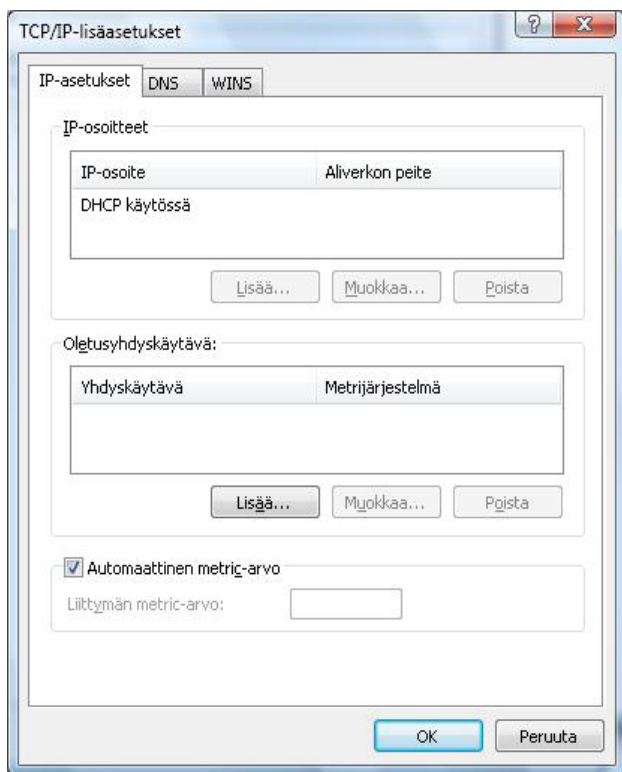 TCP/IP-lisäasetukset
IP-asetukset DNS WINS
IP-osoitteet
IP-osoite Aliverkon peite
DHCP käytössä
Lisää... Muokkaa... Poista
Oletusyhdyskäytävä:
Yhdyskäytävä Metrijärjestelmä
Lisää... Muokkaa... Poista
Automaattinen metric-arvo
Liittymän metric-arvo:
OK Peruuta